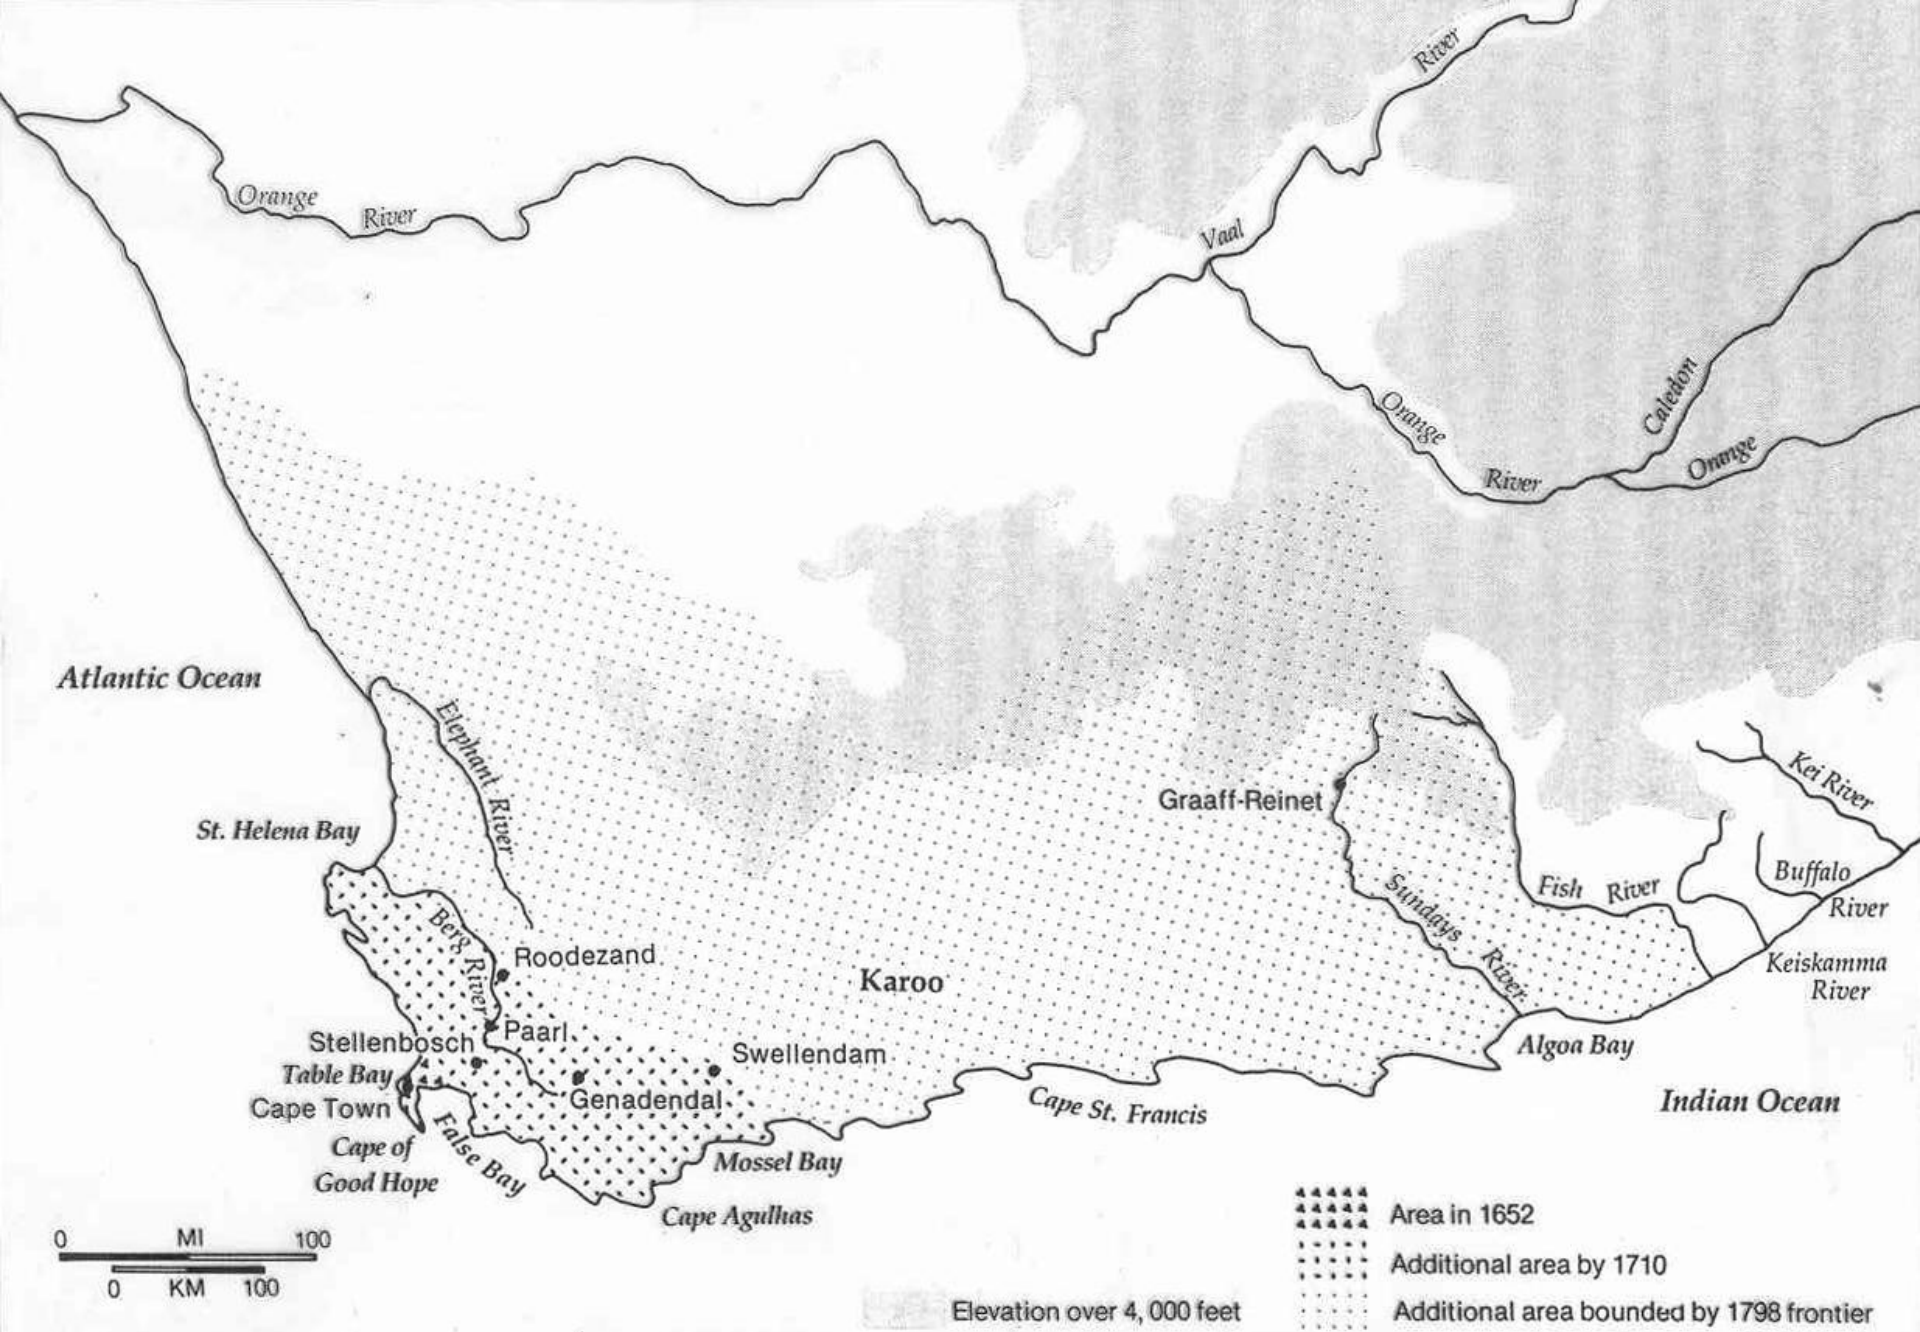 River
Orange
River
Vaal
Caledon
Orange
Orange
River
Atlantic Ocean
Elephant River
Kei River
Graaff-Reinet
St. Helena Bay
Buffalo
River
Fish River
Sundays River
Berg River
Roodezand
Karoo
Keiskamma
River
Paarl
Stellenbosch
Swellendam
Algoa Bay
Table Bay
Cape Town
Genadendal
Cape St. Francis
Indian Ocean
False Bay
Cape of
Good Hope
Mossel Bay
Cape Agulhas
0 MI 100
0 KM 100
Area in 1652
Additional area by 1710
Elevation over 4,000 feet
Additional area bounded by 1798 frontier